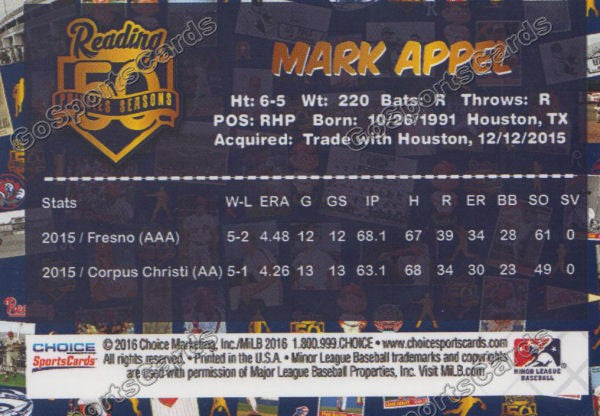 Reading
50
PHILLIES SEASONS
MARK APPEL
Ht: 6-5 Wt: 220 Bats: R Throws: R
POS: RHP Born: 10/26/1991 Houston, TX
Acquired: Trade with Houston, 12/12/2015
Stats W-L ERA G GS IP H R ER BB SO SV
2015 / Fresno (AAA) 5-2 4.48 12 12 68.1 67 39 34 28 61 0
2015 / Corpus Christi (AA) 5-1 4.26 13 13 63.1 68 34 30 23 49 0
CHOICE
SportsCards
© 2016 Choice Marketing, Inc./MiLB 2016 1.800.999.CHOICE • www.choicesportscards.com
All rights reserved. • Printed in the U.S.A. • Minor League Baseball trademarks and copyrights
are used with permission of Major League Baseball Properties, Inc. Visit MiLB.com
MINOR LEAGUE
BASEBALL
GoSportsCards
GoSportsCards
GoSportsCards
GoSportsCards
GoSportsCards
GoSportsCards